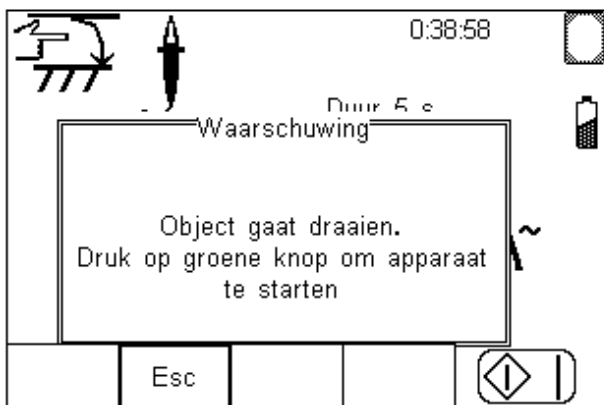 0:38:58
Duur 5 s
Waarschuwing
Object gaat draaien.
Druk op groene knop om apparaat
te starten
Esc